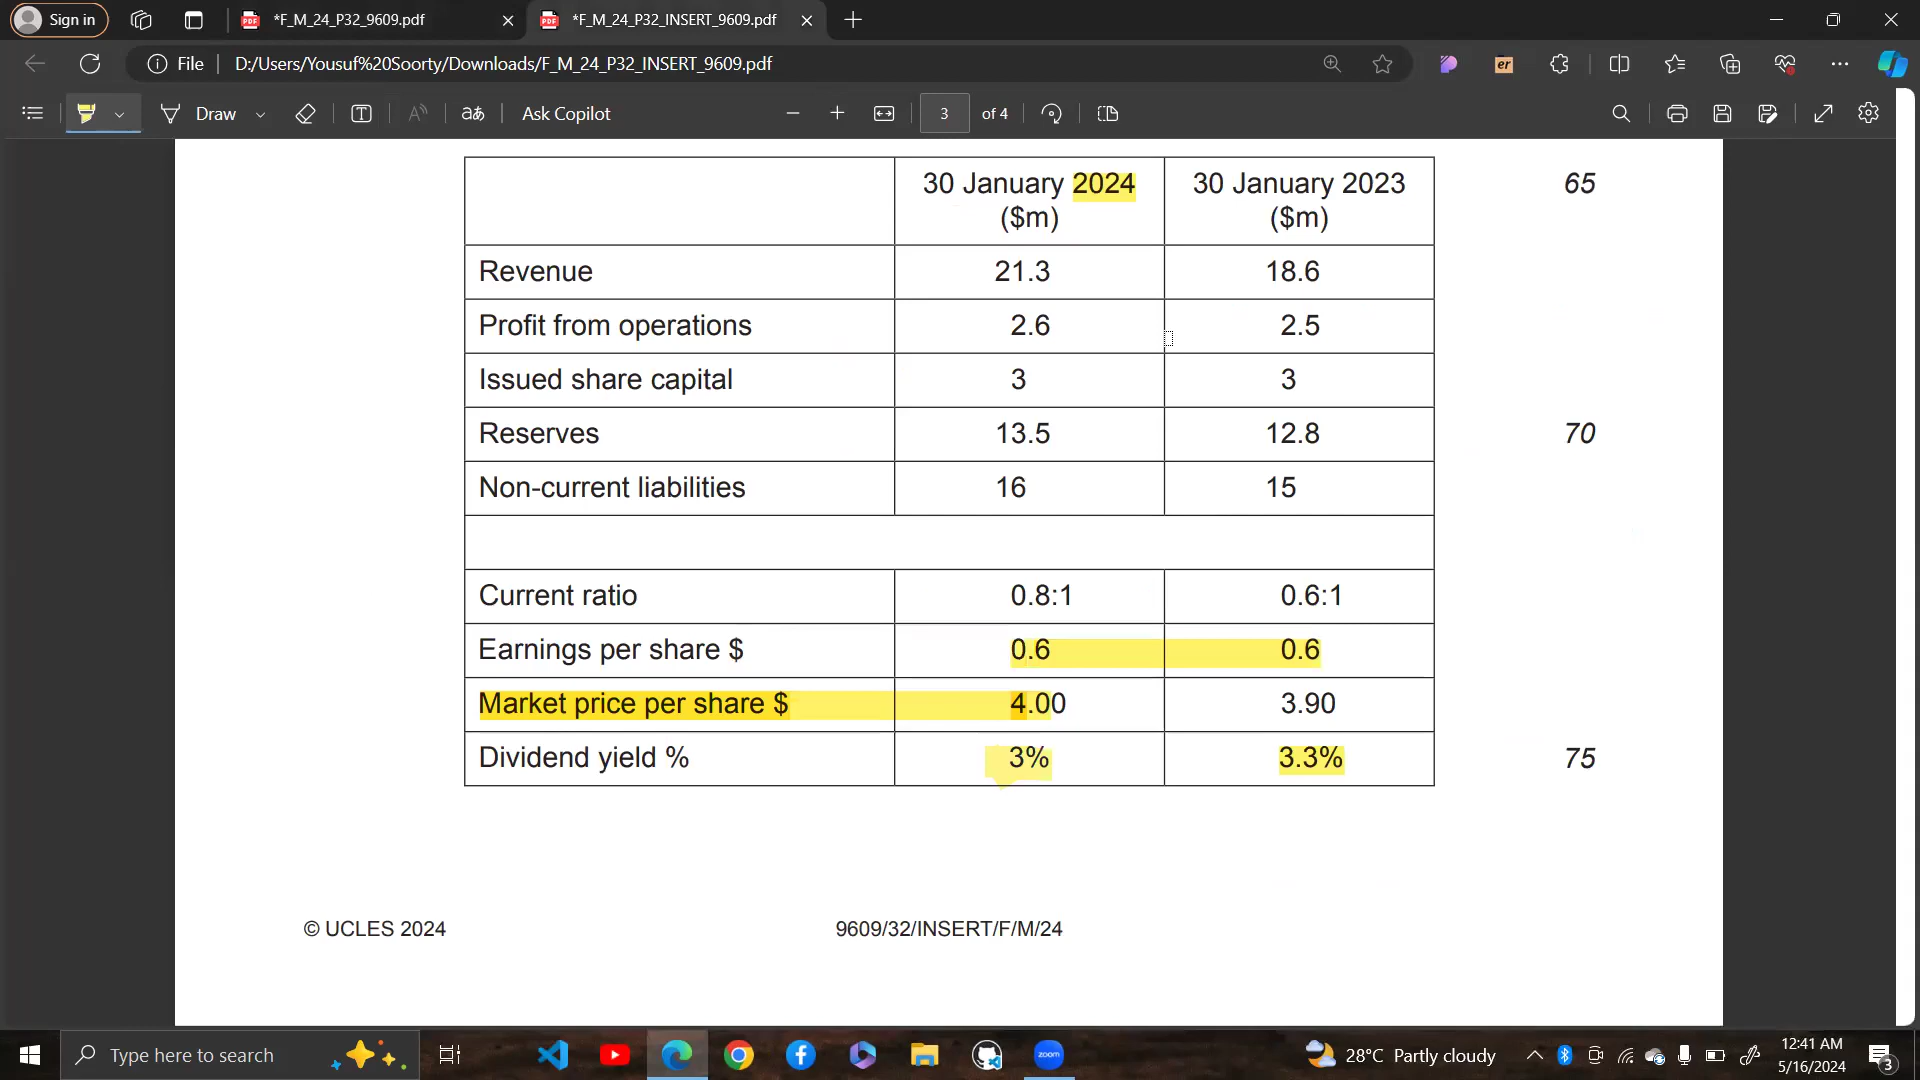 Sign in
*F_M_24_P32_9609.pdf
*F_M_24_P32_INSERT_9609.pdf
File
D:/Users/Yousuf%20Soorty/Downloads/F_M_24_P32_INSERT_9609.pdf
er
Draw
aあ
Ask Copilot
3 of 4
30 January 2024 ($m) 30 January 2023 ($m) 65
Revenue 21.3 18.6
Profit from operations 2.6 2.5
Issued share capital 3 3
Reserves 13.5 12.8 70
Non-current liabilities 16 15
Current ratio 0.8:1 0.6:1
Earnings per share $ 0.6 0.6
Market price per share $ 4.00 3.90
Dividend yield % 3% 3.3% 75
© UCLES 2024 9609/32/INSERT/F/M/24
Type here to search
zoom
28°C Partly cloudy
12:41 AM
5/16/2024
3